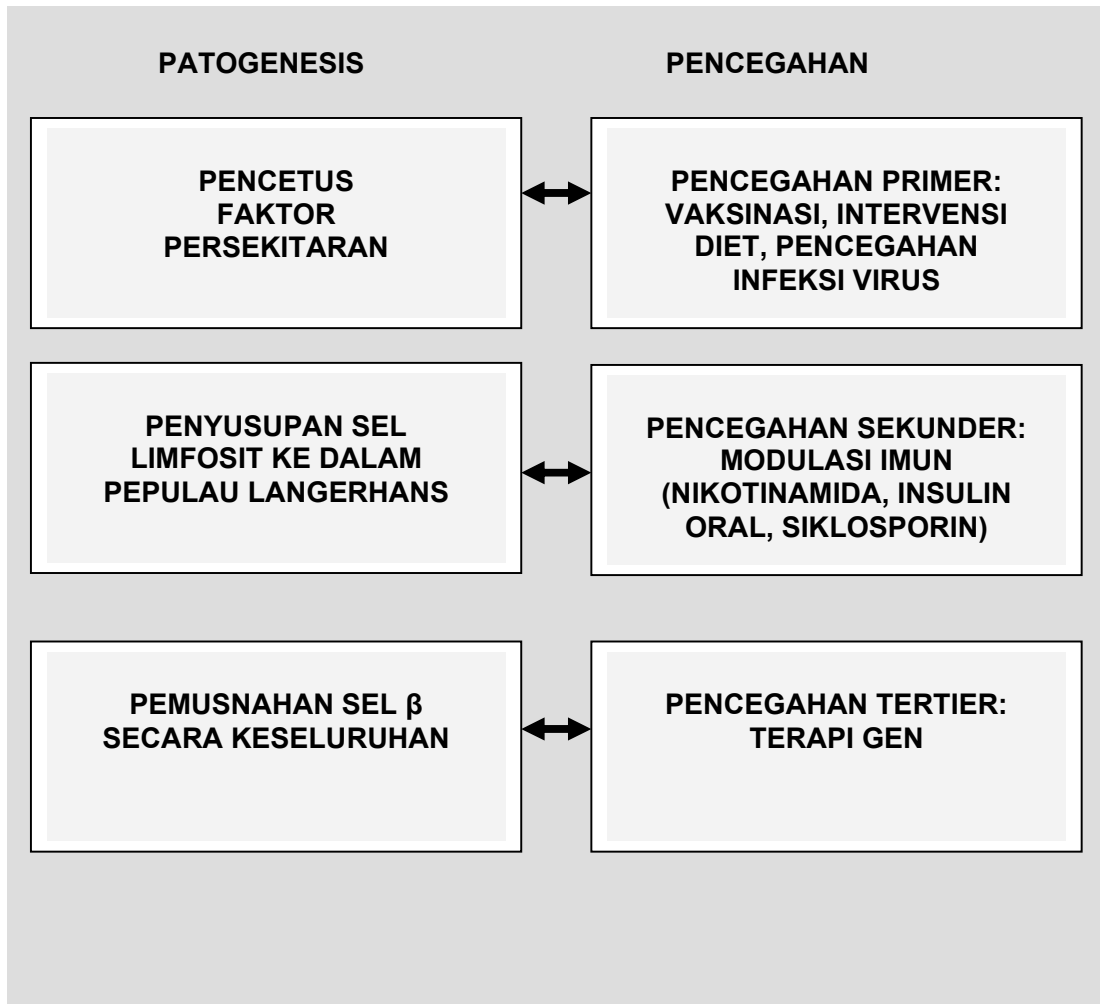 PATOGENESIS
PENCEGAHAN
PENCETUS
FAKTOR
PERSEKITARAN
PENCEGAHAN PRIMER:
VAKSINASI, INTERVENSI
DIET, PENCEGAHAN
INFEKSI VIRUS
PENYUSUPAN SEL
LIMFOSIT KE DALAM
PEPULAU LANGERHANS
PENCEGAHAN SEKUNDER:
MODULASI IMUN
(NIKOTINAMIDA, INSULIN
ORAL, SIKLOSPORIN)
PEMUSNAHAN SEL β
SECARA KESELURUHAN
PENCEGAHAN TERTIER:
TERAPI GEN